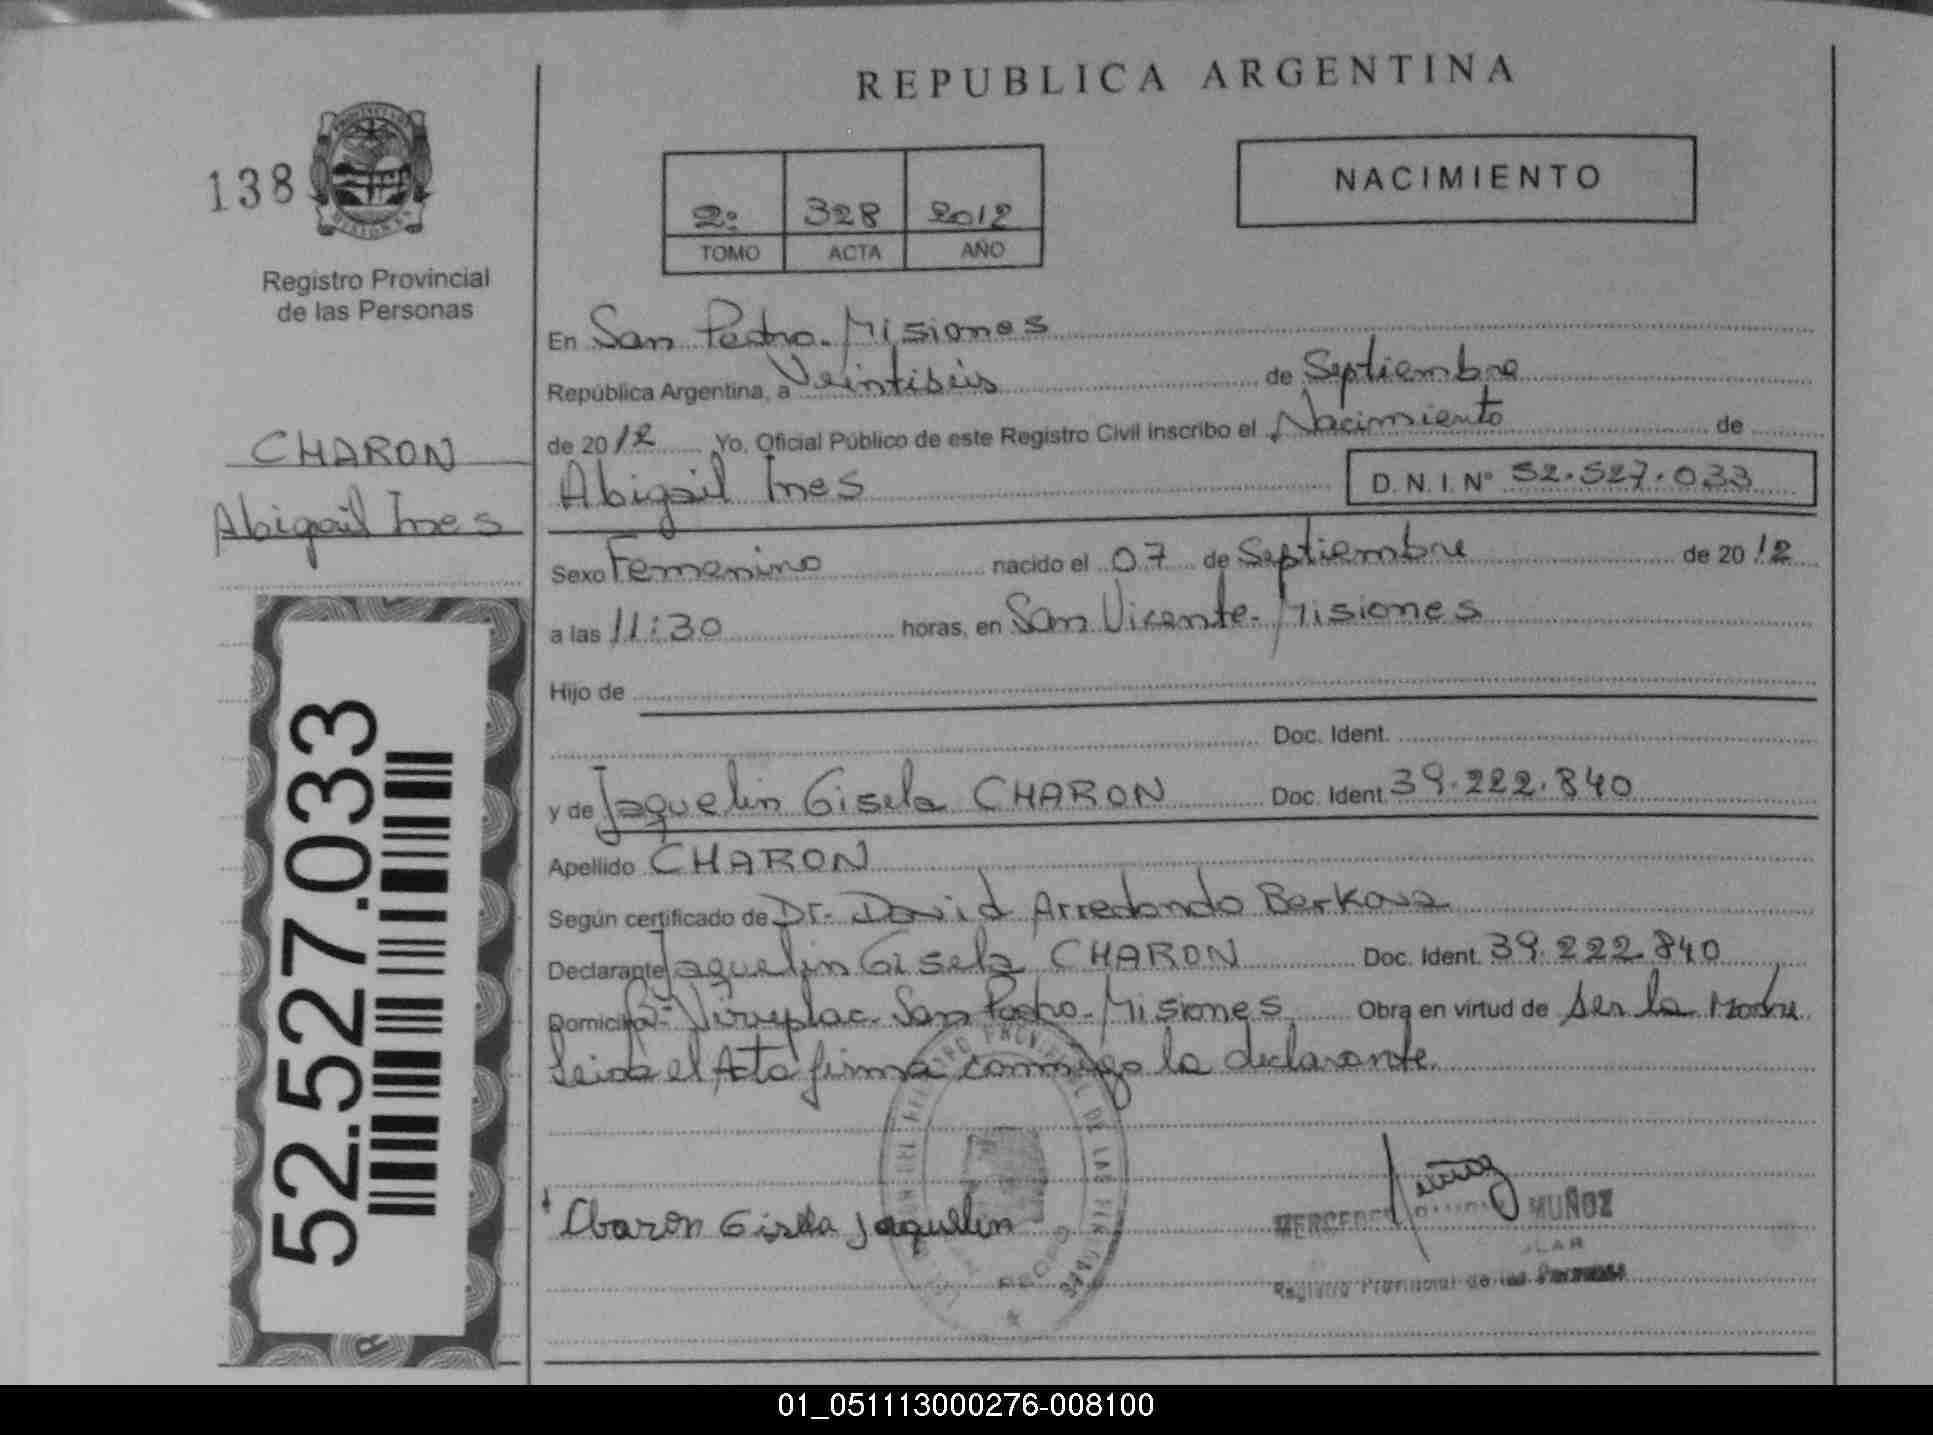 REPUBLICA ARGENTINA
138
Registro Provincial
de las Personas
2º 328 2012
TOMO ACTA AÑO
NACIMIENTO
CHARON
Abigail Ines
52.527.033
En San Pedro - Misiones
República Argentina, a Veintiséis de Septiembre
de 2012 Yo, Oficial Público de este Registro Civil inscribo el Nacimiento de
Abigail Ines D.N.I. Nº 52.527.033
Sexo Femenino nacido el 07 de Septiembre de 2012
a las 11:30 horas, en San Vicente - Misiones
Hijo de
Doc. Ident.
y de Jaquelin Gisela CHARON Doc. Ident. 39.222.840
Apellido CHARON
Según certificado de Dr. David Arredondo
Declarante Jaquelin Gisela CHARON Doc. Ident. 39.222.840
Domicilio San Pedro - Misiones Obra en virtud de ser la Madre
Leida el Acta firma conmigo la declarante.
Charon Gisella Jaquelin
MERCEDES MUÑOZ
Registro Provincial de las Personas
01_051113000276-008100